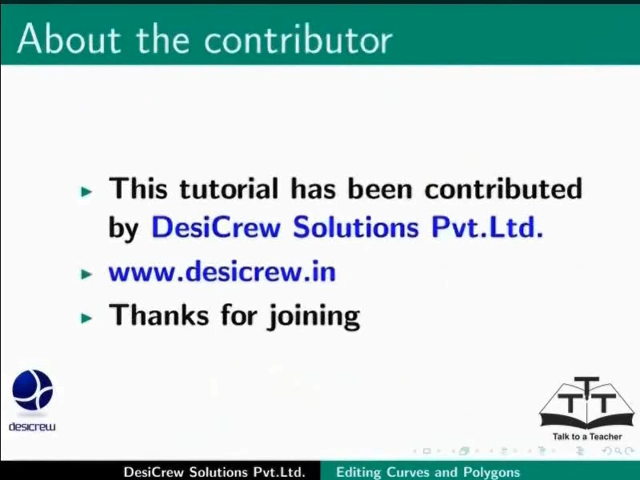 About the contributor
This tutorial has been contributed
by DesiCrew Solutions Pvt.Ltd.
www.desicrew.in
Thanks for joining
desicrew
TTT
Talk to a Teacher
DesiCrew Solutions Pvt.Ltd. Editing Curves and Polygons